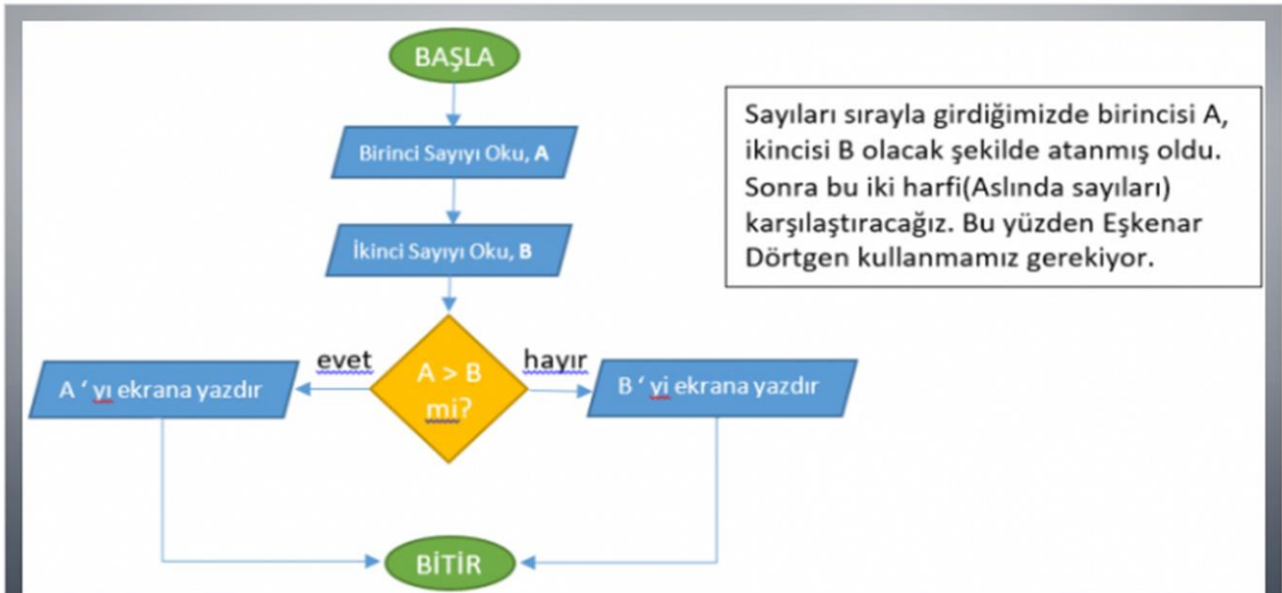 BAŞLA
Birinci Sayıyı Oku, A
İkinci Sayıyı Oku, B
evet
A > B
mi?
hayır
A ‘ yı ekrana yazdır
B ‘ yi ekrana yazdır
BİTİR
Sayıları sırayla girdiğimizde birincisi A,
ikincisi B olacak şekilde atanmış oldu.
Sonra bu iki harfi(Aslında sayıları)
karşılaştıracağız. Bu yüzden Eşkenar
Dörtgen kullanmamız gerekiyor.